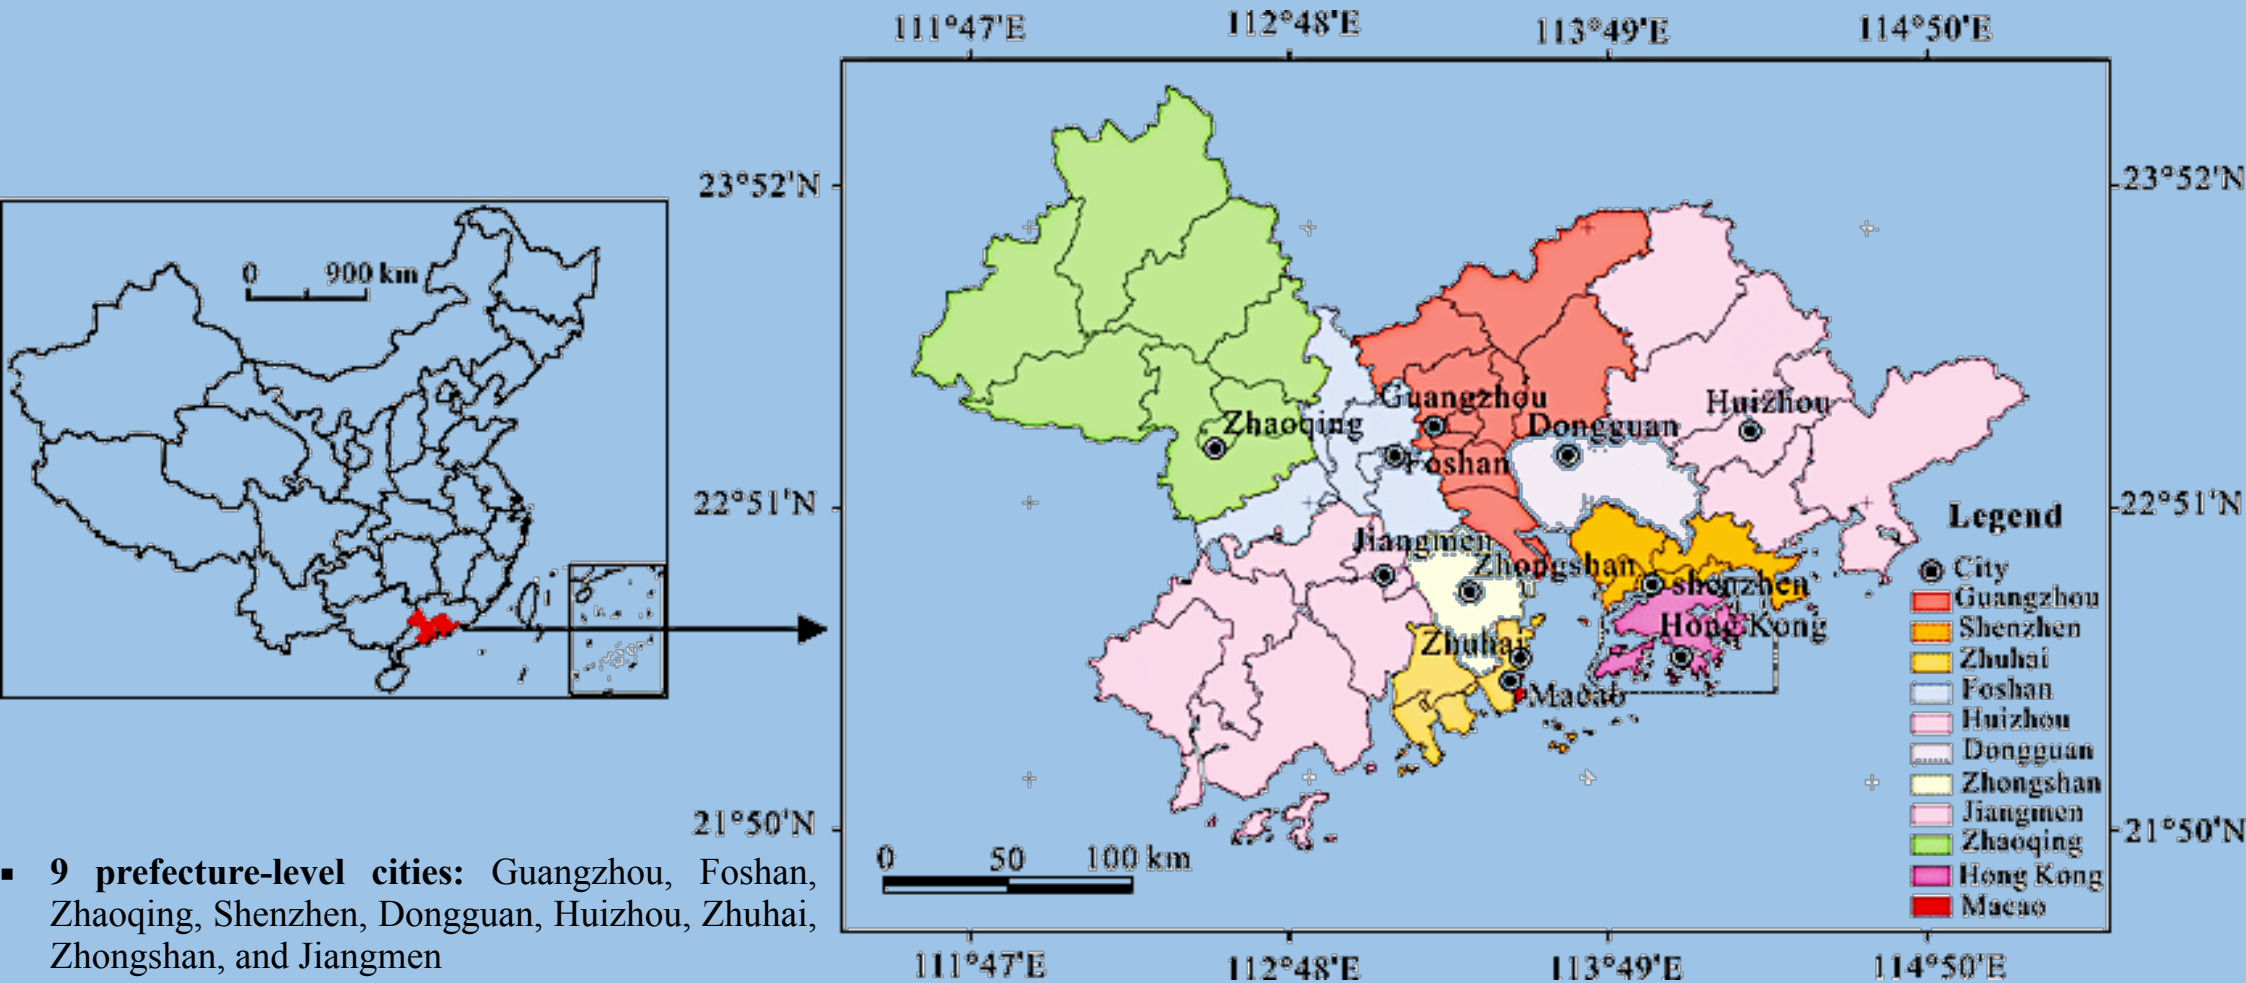 111°47'E 112°48'E 113°49'E 114°50'E
23°52'N 23°52'N
0 900 km
Guangzhou Huizhou
Zhaoqing Dongguan
Foshan
22°51'N 22°51'N
Legend
Jiangmen
Zhongshan City
shenzhen Guangzhou
Hong Kong Shenzhen
Zhuhai Zhuhai
Macao Foshan
Huizhou
Dongguan
Zhongshan
Jiangmen
21°50'N 21°50'N
Zhaoqing
0 50 100 km
Hong Kong
Macao
▪ 9 prefecture-level cities: Guangzhou, Foshan,
Zhaoqing, Shenzhen, Dongguan, Huizhou, Zhuhai,
Zhongshan, and Jiangmen
111°47'E 112°48'E 113°49'E 114°50'E